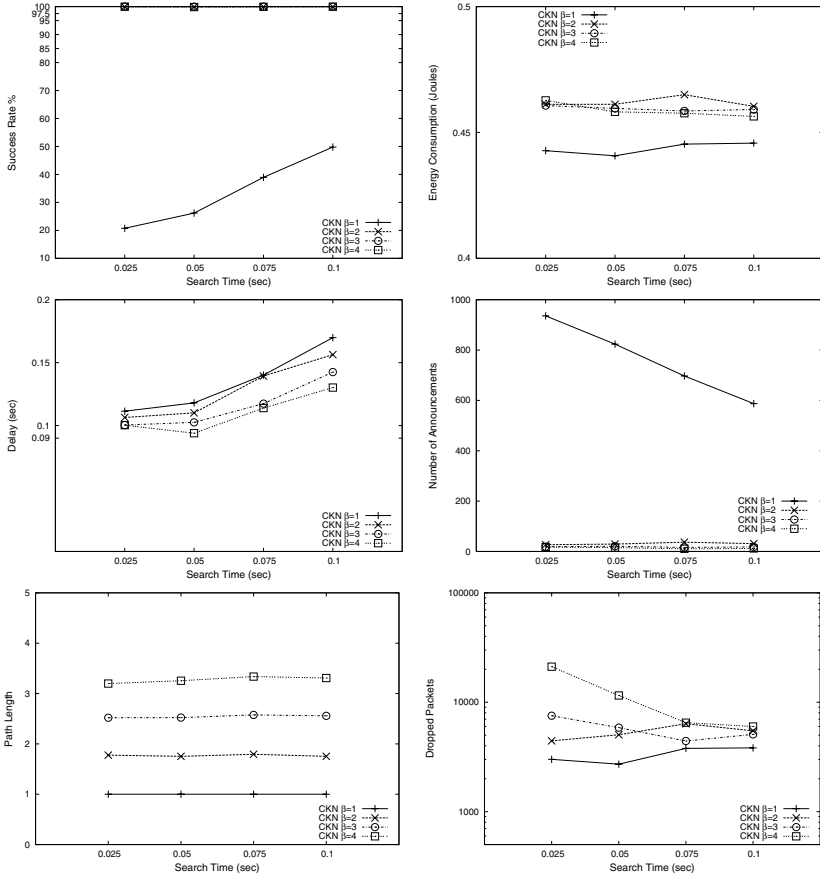 100
97.5
90
80
70
60
50
40
30
20
10
0.025 0.05 0.075 0.1
Success Rate %
Search Time (sec)
CKN β=1
CKN β=2
CKN β=3
CKN β=4
0.5
0.45
0.4
0.025 0.05 0.075 0.1
Energy Consumption (Joules)
Search Time (sec)
CKN β=1
CKN β=2
CKN β=3
CKN β=4
0.2
0.15
0.1
0.09
0.025 0.05 0.075 0.1
Delay (sec)
Search Time (sec)
CKN β=1
CKN β=2
CKN β=3
CKN β=4
1000
800
600
400
200
0
0.025 0.05 0.075 0.1
Number of Announcements
Search Time (sec)
CKN β=1
CKN β=2
CKN β=3
CKN β=4
5
4
3
2
1
0
0.025 0.05 0.075 0.1
Path Length
Search Time (sec)
CKN β=1
CKN β=2
CKN β=3
CKN β=4
100000
10000
1000
0.025 0.05 0.075 0.1
Dropped Packets
Search Time (sec)
CKN β=1
CKN β=2
CKN β=3
CKN β=4